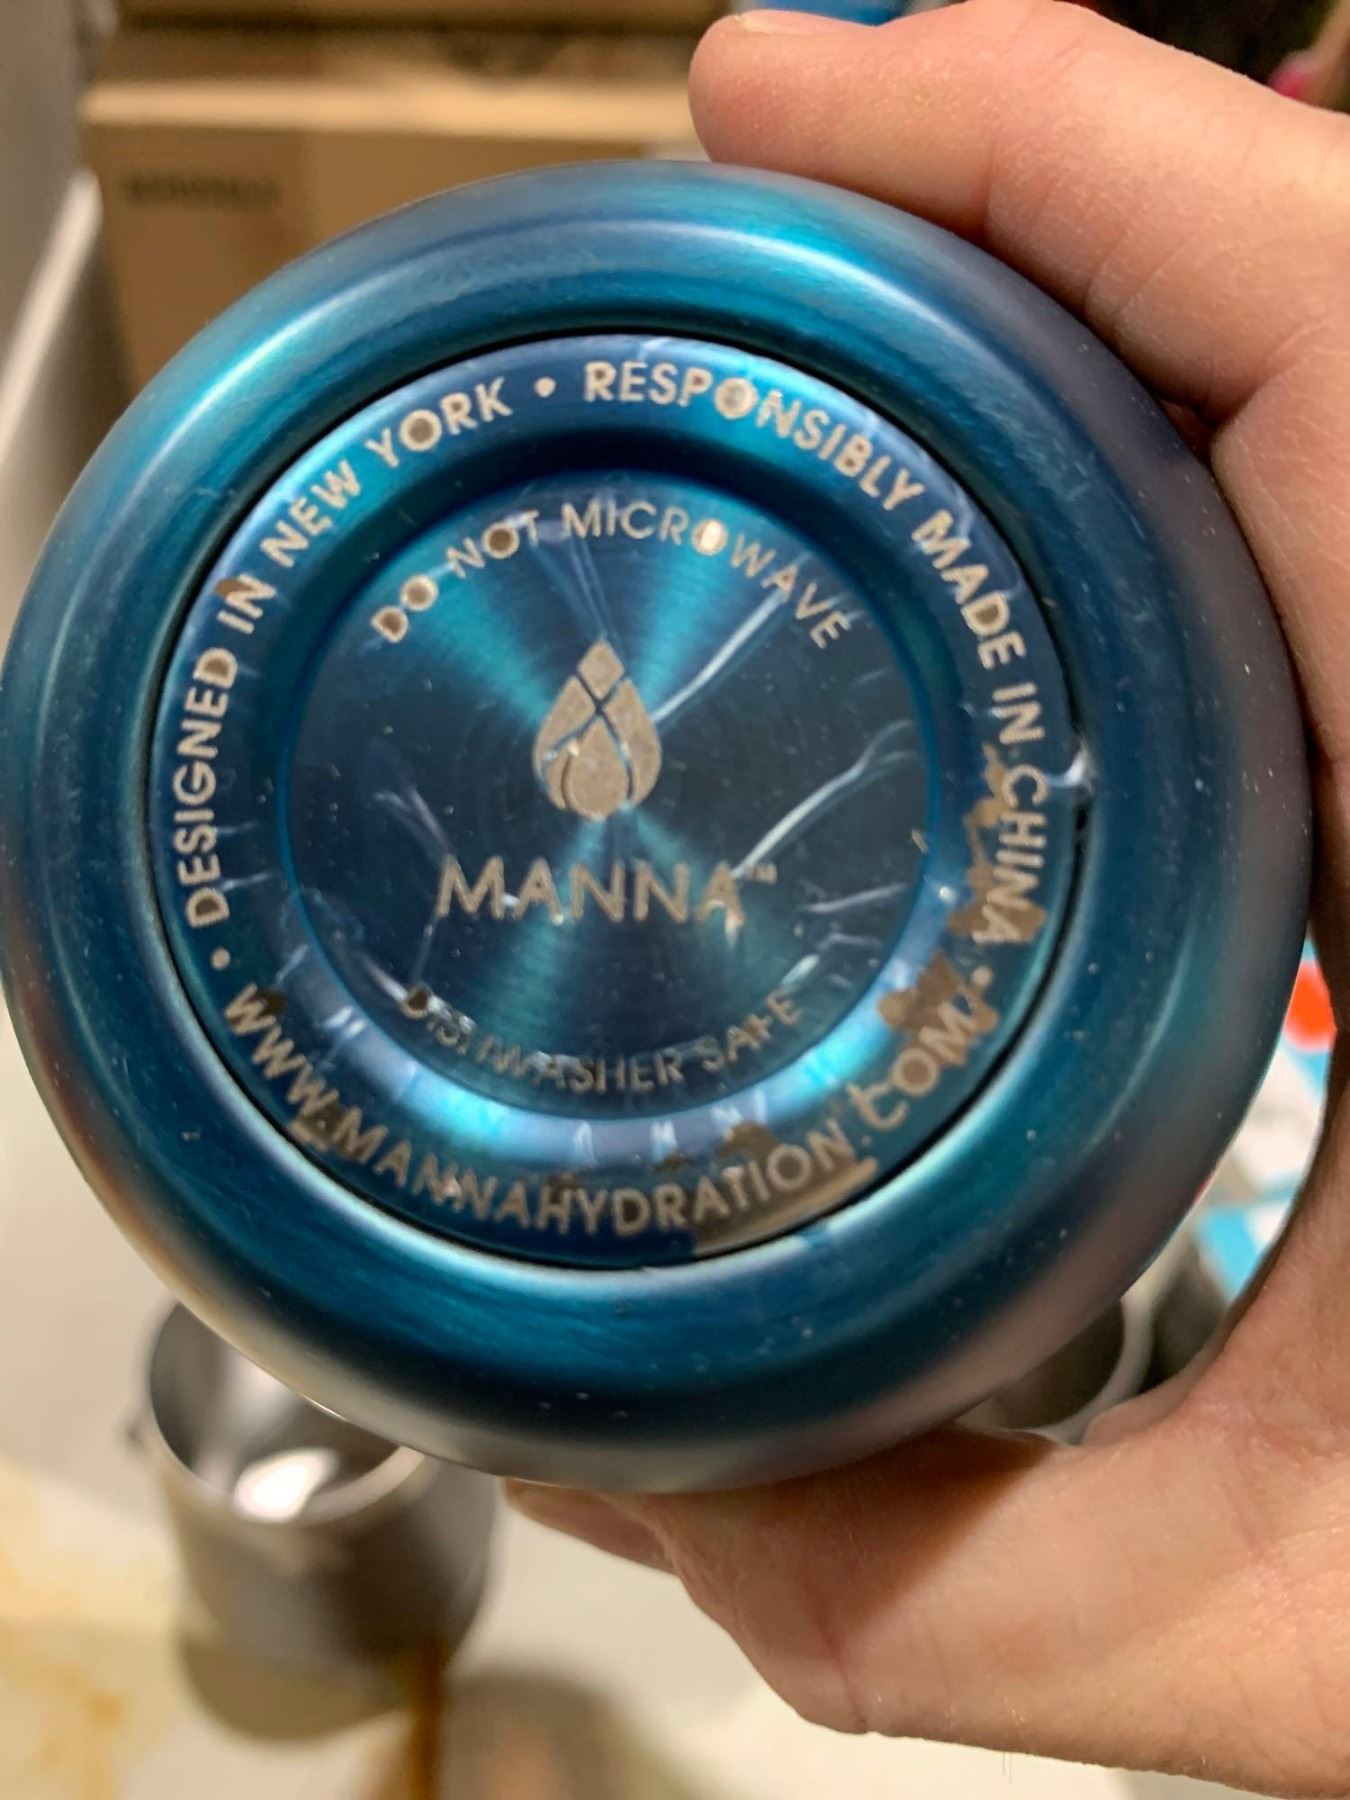 • DESIGNED IN NEW YORK • RESPONSIBLY MADE IN CHINA •
DO NOT MICROWAVE
MANNA™
DISHWASHER SAFE
WWW.MANNAHYDRATION.COM